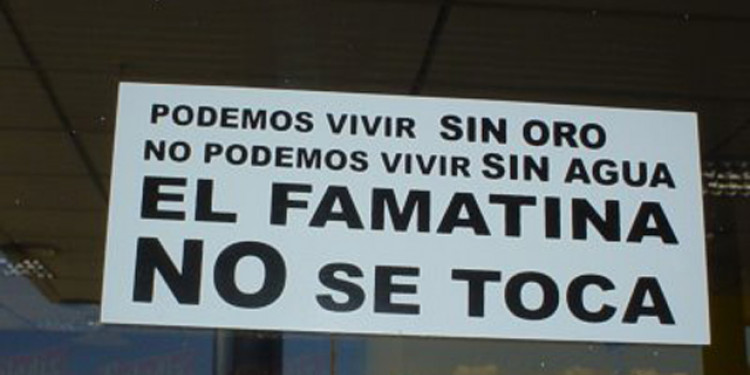 PODEMOS VIVIR SIN ORO
NO PODEMOS VIVIR SIN AGUA
EL FAMATINA
NO SE TOCA